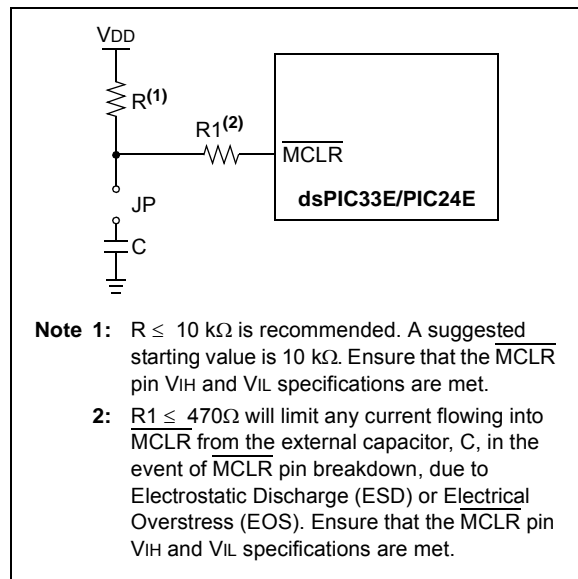 VDD
R(1)
R1(2)
MCLR
dsPIC33E/PIC24E
JP
C
Note 1: R ≤ 10 kΩ is recommended. A suggested
starting value is 10 kΩ. Ensure that the MCLR
pin VIH and VIL specifications are met.
2: R1 ≤ 470Ω will limit any current flowing into
MCLR from the external capacitor, C, in the
event of MCLR pin breakdown, due to
Electrostatic Discharge (ESD) or Electrical
Overstress (EOS). Ensure that the MCLR pin
VIH and VIL specifications are met.